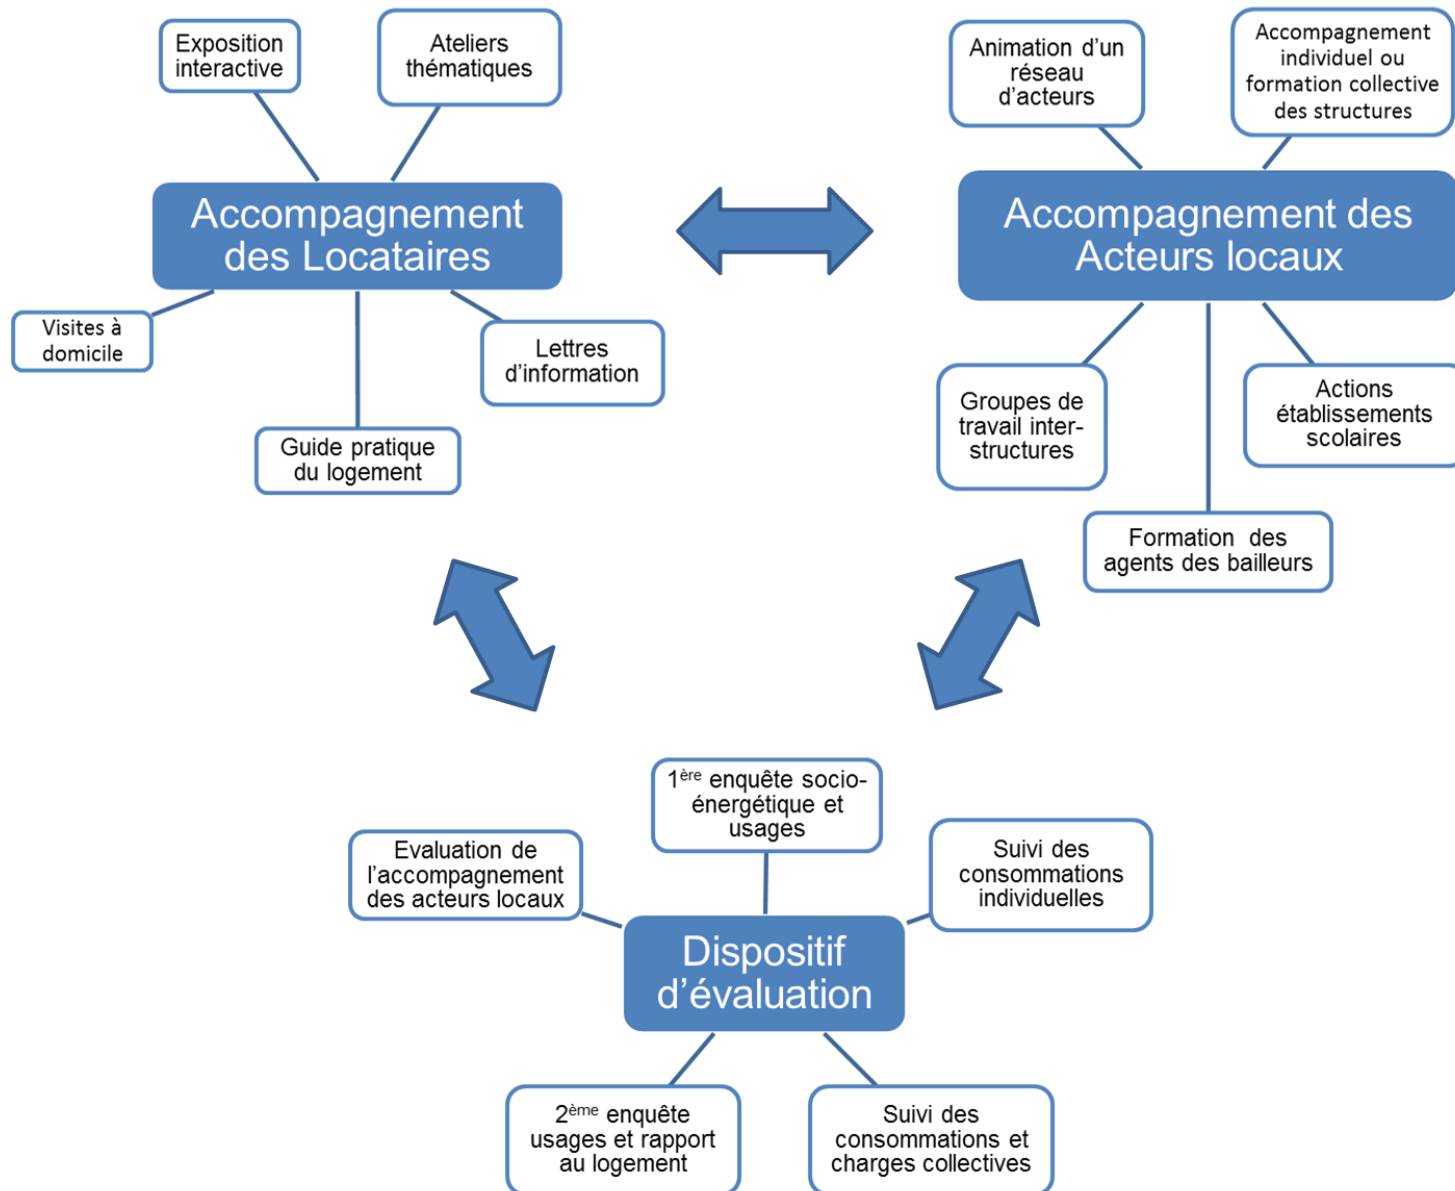 Exposition
interactive
Ateliers
thématiques
Accompagnement
des Locataires
Visites à
domicile
Lettres
d’information
Guide pratique
du logement
Animation d’un
réseau
d’acteurs
Accompagnement
individuel ou
formation collective
des structures
Accompagnement des
Acteurs locaux
Groupes de
travail inter-
structures
Actions
établissements
scolaires
Formation des
agents des bailleurs
1ère enquête socio-
énergétique et
usages
Evaluation de
l’accompagnement
des acteurs locaux
Suivi des
consommations
individuelles
Dispositif
d’évaluation
2ème enquête
usages et rapport
au logement
Suivi des
consommations et
charges collectives